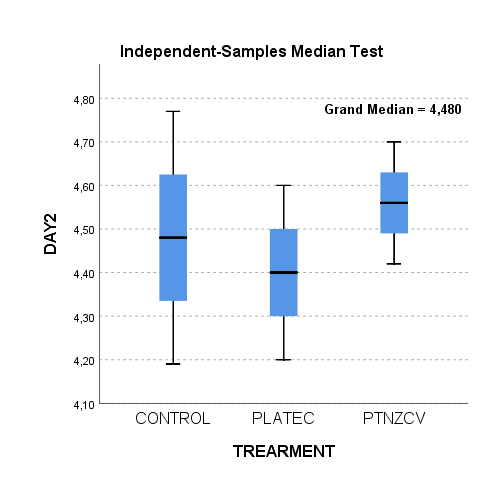 Independent-Samples Median Test
Grand Median = 4,480
4,80
4,70
4,60
4,50
4,40
4,30
4,20
4,10
DAY2
CONTROL PLATEC PTNZCV
TREARMENT